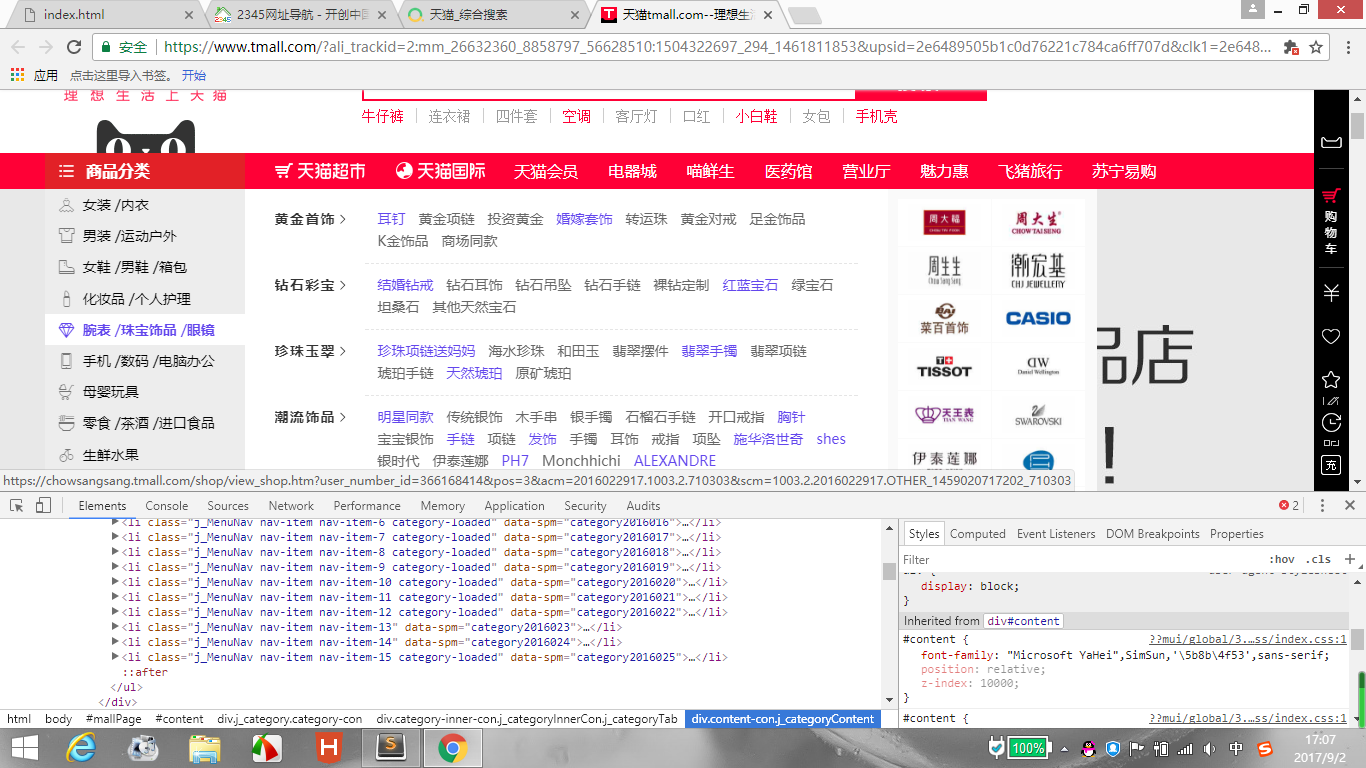 index.html
2345网址导航 - 开创中国
天猫_综合搜索
天猫tmall.com--理想生活
安全
https://www.tmall.com/?ali_trackid=2:mm_26632360_8858797_56628510:1504322697_294_1461811853&upsid=2e6489505b1c0d76221c784ca6ff707d&clk1=2e648...
应用
点击这里导入书签。 开始
理想生活上天猫
牛仔裤 连衣裙 四件套 空调 客厅灯 口红 小白鞋 女包 手机壳
商品分类
天猫超市 天猫国际 天猫会员 电器城 喵鲜生 医药馆 营业厅 魅力惠 飞猪旅行 苏宁易购
女装 /内衣
男装 /运动户外
女鞋 /男鞋 /箱包
化妆品 /个人护理
腕表 /珠宝饰品 /眼镜
手机 /数码 /电脑办公
母婴玩具
零食 /茶酒 /进口食品
生鲜水果
黄金首饰 >
耳钉 黄金项链 投资黄金 婚嫁套饰 转运珠 黄金对戒 足金饰品
K金饰品 商场同款
钻石彩宝 >
结婚钻戒 钻石耳饰 钻石吊坠 钻石手链 裸钻定制 红蓝宝石 绿宝石
坦桑石 其他天然宝石
珍珠玉翠 >
珍珠项链送妈妈 海水珍珠 和田玉 翡翠摆件 翡翠手镯 翡翠项链
琥珀手链 天然琥珀 原矿琥珀
潮流饰品 >
明星同款 传统银饰 木手串 银手镯 石榴石手链 开口戒指 胸针
宝宝银饰 手链 项链 发饰 手镯 耳饰 戒指 项坠 施华洛世奇 shes
银时代 伊泰莲娜 PH7 Monchhichi ALEXANDRE
周大福
周大生
CHOW TAI SENG
周生生
Chow Sang Sang
潮宏基
CHJ JEWELLERY
菜百首饰
CASIO
TISSOT
DW
Daniel Wellington
天王表
TIAN WANG
SWAROVSKI
伊泰莲娜
品店
!
购物车
充
https://chowsangsang.tmall.com/shop/view_shop.htm?user_number_id=366168414&pos=3&acm=2016022917.1003.2.710303&scm=1003.2.2016022917.OTHER_1459020717202_710303
Elements Console Sources Network Performance Memory Application Security Audits
2
<li class="j_MenuNav nav-item nav-item-6 category-loaded" data-spm="category2016016">…</li>
<li class="j_MenuNav nav-item nav-item-7 category-loaded" data-spm="category2016017">…</li>
<li class="j_MenuNav nav-item nav-item-8 category-loaded" data-spm="category2016018">…</li>
<li class="j_MenuNav nav-item nav-item-9 category-loaded" data-spm="category2016019">…</li>
<li class="j_MenuNav nav-item nav-item-10 category-loaded" data-spm="category2016020">…</li>
<li class="j_MenuNav nav-item nav-item-11 category-loaded" data-spm="category2016021">…</li>
<li class="j_MenuNav nav-item nav-item-12 category-loaded" data-spm="category2016022">…</li>
<li class="j_MenuNav nav-item nav-item-13" data-spm="category2016023">…</li>
<li class="j_MenuNav nav-item nav-item-14" data-spm="category2016024">…</li>
<li class="j_MenuNav nav-item nav-item-15 category-loaded" data-spm="category2016025">…</li>
::after
</ul>
</div>
html body #mallPage #content div.j_category.category-con div.category-inner-con.j_categoryInnerCon.j_categoryTab div.content-con.j_categoryContent
Styles Computed Event Listeners DOM Breakpoints Properties
Filter
:hov .cls +
display: block;
}
Inherited from div#content
#content { ??mui/global/3.…ss/index.css:1
font-family: "Microsoft YaHei",SimSun,'\5b8b\4f53',sans-serif;
position: relative;
z-index: 10000;
}
#content { ??mui/global/3.…ss/index.css:1
100%
中
17:07
2017/9/2